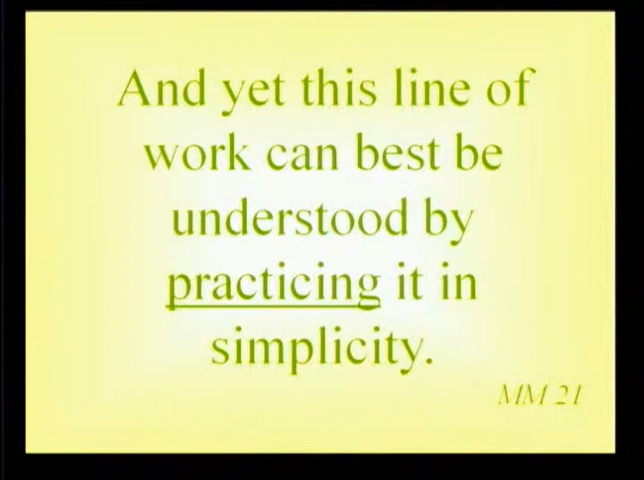 And yet this line of
work can best be
understood by
practicing it in
simplicity.
MM 21